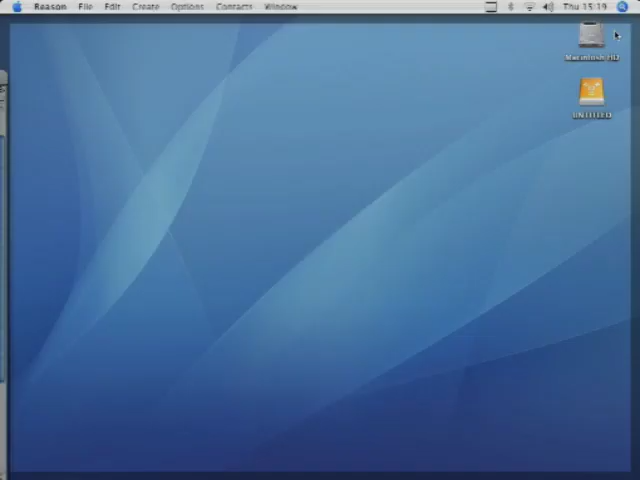 Reason File Edit Create Options Contacts Window Thu 15:19
Macintosh HD
UNTITLED